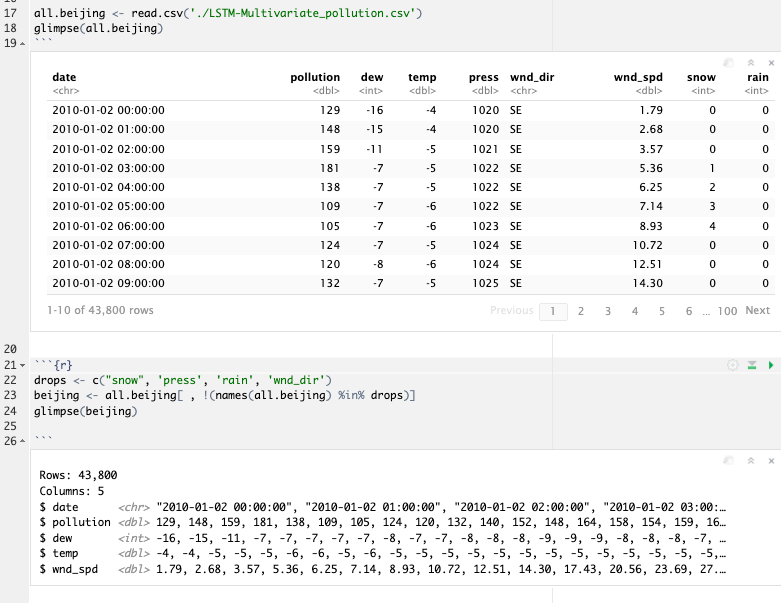 16
17 all.beijing <- read.csv('./LSTM-Multivariate_pollution.csv')
18 glimpse(all.beijing)
19 ```
date pollution dew temp press wnd_dir wnd_spd snow rain
<chr> <dbl> <int> <dbl> <dbl> <chr> <dbl> <int> <int>
2010-01-02 00:00:00 129 -16 -4 1020 SE 1.79 0 0
2010-01-02 01:00:00 148 -15 -4 1020 SE 2.68 0 0
2010-01-02 02:00:00 159 -11 -5 1021 SE 3.57 0 0
2010-01-02 03:00:00 181 -7 -5 1022 SE 5.36 1 0
2010-01-02 04:00:00 138 -7 -5 1022 SE 6.25 2 0
2010-01-02 05:00:00 109 -7 -6 1022 SE 7.14 3 0
2010-01-02 06:00:00 105 -7 -6 1023 SE 8.93 4 0
2010-01-02 07:00:00 124 -7 -5 1024 SE 10.72 0 0
2010-01-02 08:00:00 120 -8 -6 1024 SE 12.51 0 0
2010-01-02 09:00:00 132 -7 -5 1025 SE 14.30 0 0
1-10 of 43,800 rows Previous 1 2 3 4 5 6 ... 100 Next
20
21 ```{r}
22 drops <- c("snow", 'press', 'rain', 'wnd_dir')
23 beijing <- all.beijing[ , !(names(all.beijing) %in% drops)]
24 glimpse(beijing)
25
26 ```
Rows: 43,800
Columns: 5
$ date <chr> "2010-01-02 00:00:00", "2010-01-02 01:00:00", "2010-01-02 02:00:00", "2010-01-02 03:00:…
$ pollution <dbl> 129, 148, 159, 181, 138, 109, 105, 124, 120, 132, 140, 152, 148, 164, 158, 154, 159, 16…
$ dew <int> -16, -15, -11, -7, -7, -7, -7, -7, -8, -7, -7, -8, -8, -8, -9, -9, -9, -8, -8, -8, -7, …
$ temp <dbl> -4, -4, -5, -5, -5, -6, -6, -5, -6, -5, -5, -5, -5, -5, -5, -5, -5, -5, -5, -5, -5,…
$ wnd_spd <dbl> 1.79, 2.68, 3.57, 5.36, 6.25, 7.14, 8.93, 10.72, 12.51, 14.30, 17.43, 20.56, 23.69, 27.…